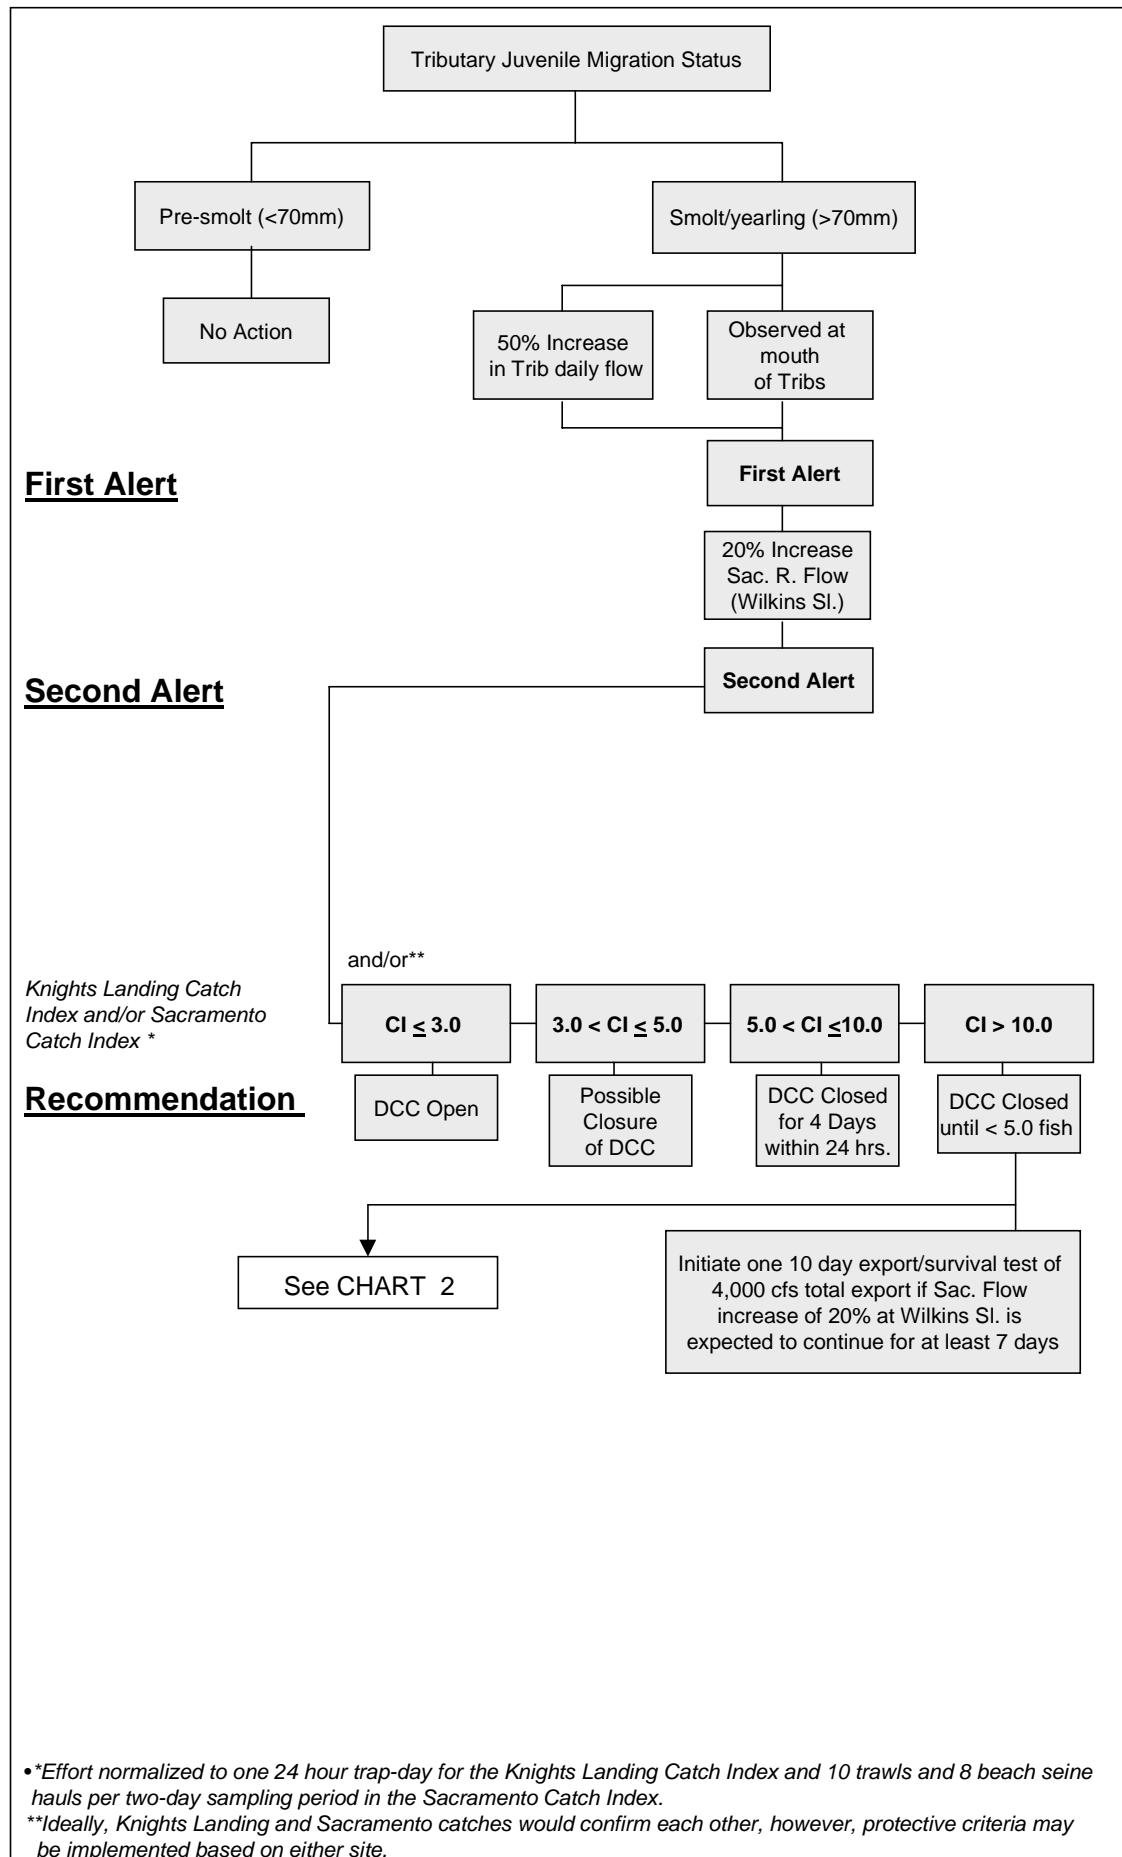 Tributary Juvenile Migration Status
Pre-smolt (<70mm)
Smolt/yearling (>70mm)
No Action
50% Increase
in Trib daily flow
Observed at
mouth
of Tribs
First Alert
First Alert
20% Increase
Sac. R. Flow
(Wilkins Sl.)
Second Alert
Second Alert
and/or**
Knights Landing Catch
Index and/or Sacramento
Catch Index *
CI ≤ 3.0
3.0 < CI ≤ 5.0
5.0 < CI ≤10.0
CI > 10.0
Recommendation
DCC Open
Possible
Closure
of DCC
DCC Closed
for 4 Days
within 24 hrs.
DCC Closed
until < 5.0 fish
See CHART 2
Initiate one 10 day export/survival test of
4,000 cfs total export if Sac. Flow
increase of 20% at Wilkins Sl. is
expected to continue for at least 7 days
•*Effort normalized to one 24 hour trap-day for the Knights Landing Catch Index and 10 trawls and 8 beach seine
hauls per two-day sampling period in the Sacramento Catch Index.
**Ideally, Knights Landing and Sacramento catches would confirm each other, however, protective criteria may
be implemented based on either site.